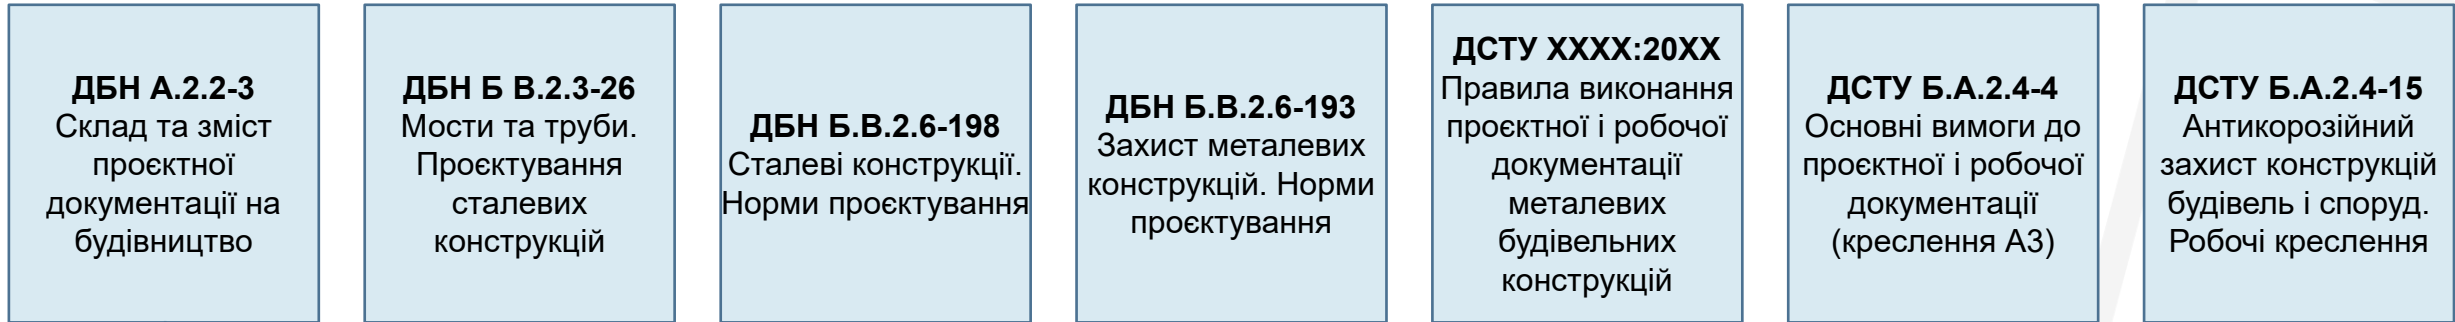 ДБН А.2.2-3
Склад та зміст
проєктної
документації на
будівництво
ДБН Б В.2.3-26
Мости та труби.
Проєктування
сталевих
конструкцій
ДБН Б.В.2.6-198
Сталеві конструкції.
Норми проєктування
ДБН Б.В.2.6-193
Захист металевих
конструкцій. Норми
проєктування
ДСТУ ХХХХ:20ХХ
Правила виконання
проєктної і робочої
документації
металевих
будівельних
конструкцій
ДСТУ Б.А.2.4-4
Основні вимоги до
проєктної і робочої
документації
(креслення А3)
ДСТУ Б.А.2.4-15
Антикорозійний
захист конструкцій
будівель і споруд.
Робочі креслення